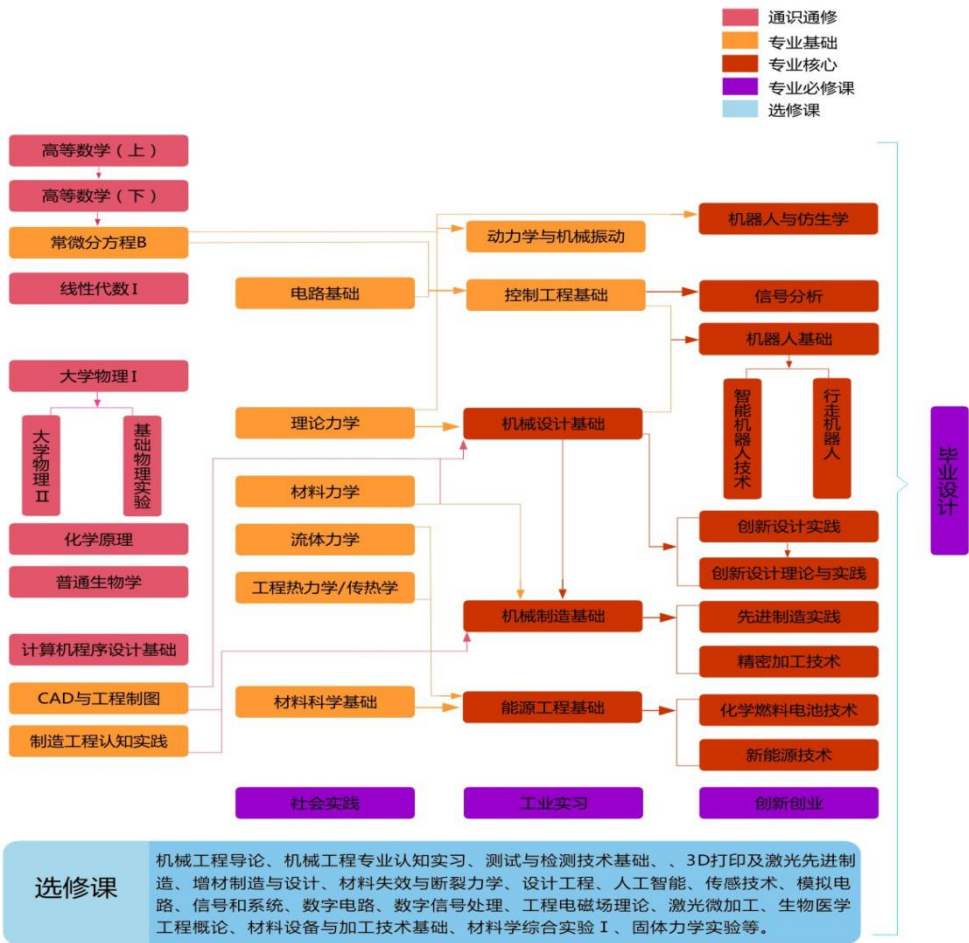 通识通修
专业基础
专业核心
专业必修课
选修课
高等数学（上）
高等数学（下）
常微分方程B
线性代数I
大学物理I
大学物理II
基础物理实验
化学原理
普通生物学
计算机程序设计基础
CAD与工程制图
制造工程认知实践
电路基础
理论力学
材料力学
流体力学
工程热力学/传热学
材料科学基础
社会实践
动力学与机械振动
控制工程基础
机械设计基础
机械制造基础
能源工程基础
工业实习
机器人与仿生学
信号分析
机器人基础
智能机器人技术
行走机器人
创新设计实践
创新设计理论与实践
先进制造实践
精密加工技术
化学燃料电池技术
新能源技术
创新创业
毕业设计
选修课
机械工程导论、机械工程专业认知实习、测试与检测技术基础、、3D打印及激光先进制
造、增材制造与设计、材料失效与断裂力学、设计工程、人工智能、传感技术、模拟电
路、信号和系统、数字电路、数字信号处理、工程电磁场理论、激光微加工、生物医学
工程概论、材料设备与加工技术基础、材料学综合实验I、固体力学实验等。